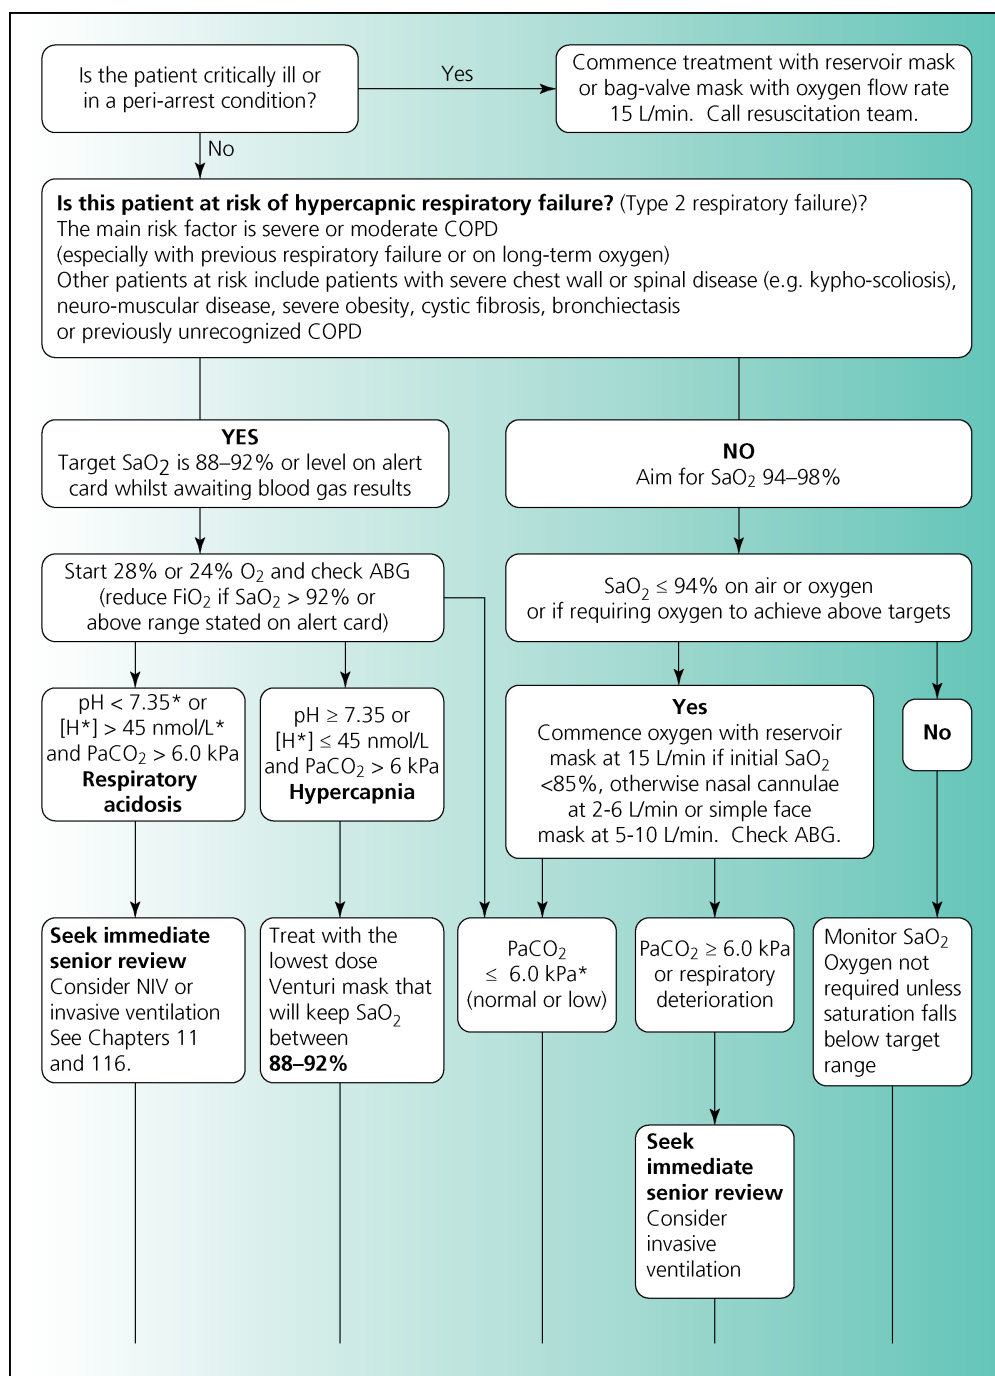 Is the patient critically ill or
in a peri-arrest condition?
Yes
Commence treatment with reservoir mask
or bag-valve mask with oxygen flow rate
15 L/min.  Call resuscitation team.
No
Is this patient at risk of hypercapnic respiratory failure? (Type 2 respiratory failure)?
The main risk factor is severe or moderate COPD
(especially with previous respiratory failure or on long-term oxygen)
Other patients at risk include patients with severe chest wall or spinal disease (e.g. kypho-scoliosis),
neuro-muscular disease, severe obesity, cystic fibrosis, bronchiectasis
or previously unrecognized COPD
YES
Target SaO2 is 88–92% or level on alert
card whilst awaiting blood gas results
NO
Aim for SaO2 94–98%
Start 28% or 24% O2 and check ABG
(reduce FiO2 if SaO2 > 92% or
above range stated on alert card)
SaO2 ≤ 94% on air or oxygen
or if requiring oxygen to achieve above targets
pH < 7.35* or
[H*] > 45 nmol/L*
and PaCO2 > 6.0 kPa
Respiratory
acidosis
pH ≥ 7.35 or
[H*] ≤ 45 nmol/L
and PaCO2 > 6 kPa
Hypercapnia
Yes
Commence oxygen with reservoir
mask at 15 L/min if initial SaO2
<85%, otherwise nasal cannulae
at 2-6 L/min or simple face
mask at 5-10 L/min.  Check ABG.
No
Seek immediate
senior review
Consider NIV or
invasive ventilation
See Chapters 11
and 116.
Treat with the
lowest dose
Venturi mask that
will keep SaO2
between
88–92%
PaCO2
≤ 6.0 kPa*
(normal or low)
PaCO2 ≥ 6.0 kPa
or respiratory
deterioration
Monitor SaO2
Oxygen not
required unless
saturation falls
below target
range
Seek
immediate
senior review
Consider
invasive
ventilation